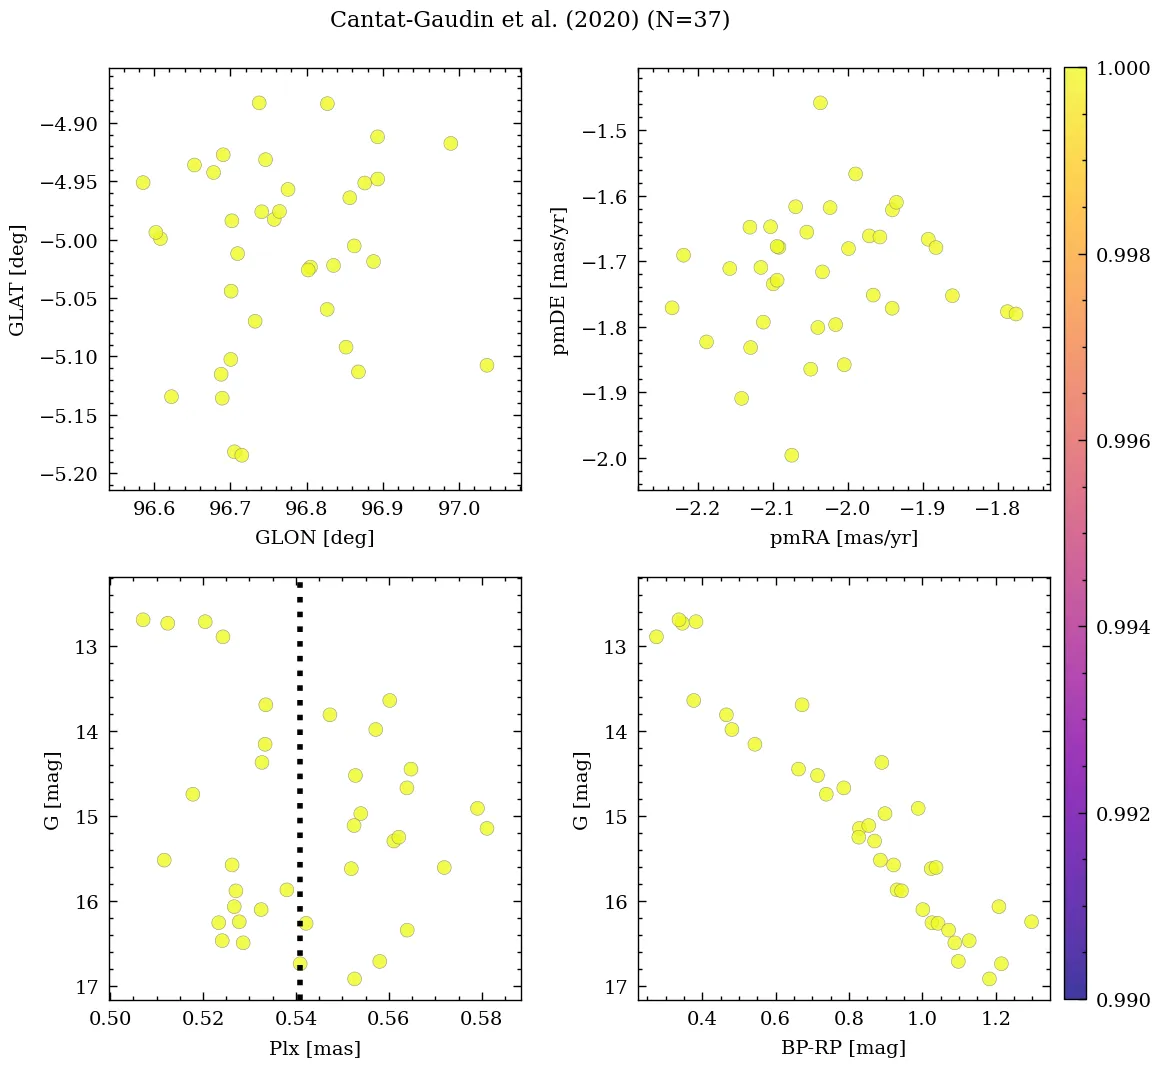 Cantat-Gaudin et al. (2020) (N=37)
−4.90
−4.95
−5.00
−5.05
−5.10
−5.15
−5.20
GLAT [deg]
96.6 96.7 96.8 96.9 97.0
GLON [deg]
−1.5
−1.6
−1.7
−1.8
−1.9
−2.0
pmDE [mas/yr]
−2.2 −2.1 −2.0 −1.9 −1.8
pmRA [mas/yr]
13
14
15
16
17
G [mag]
0.50 0.52 0.54 0.56 0.58
Plx [mas]
13
14
15
16
17
G [mag]
0.4 0.6 0.8 1.0 1.2
BP-RP [mag]
1.000
0.998
0.996
0.994
0.992
0.990